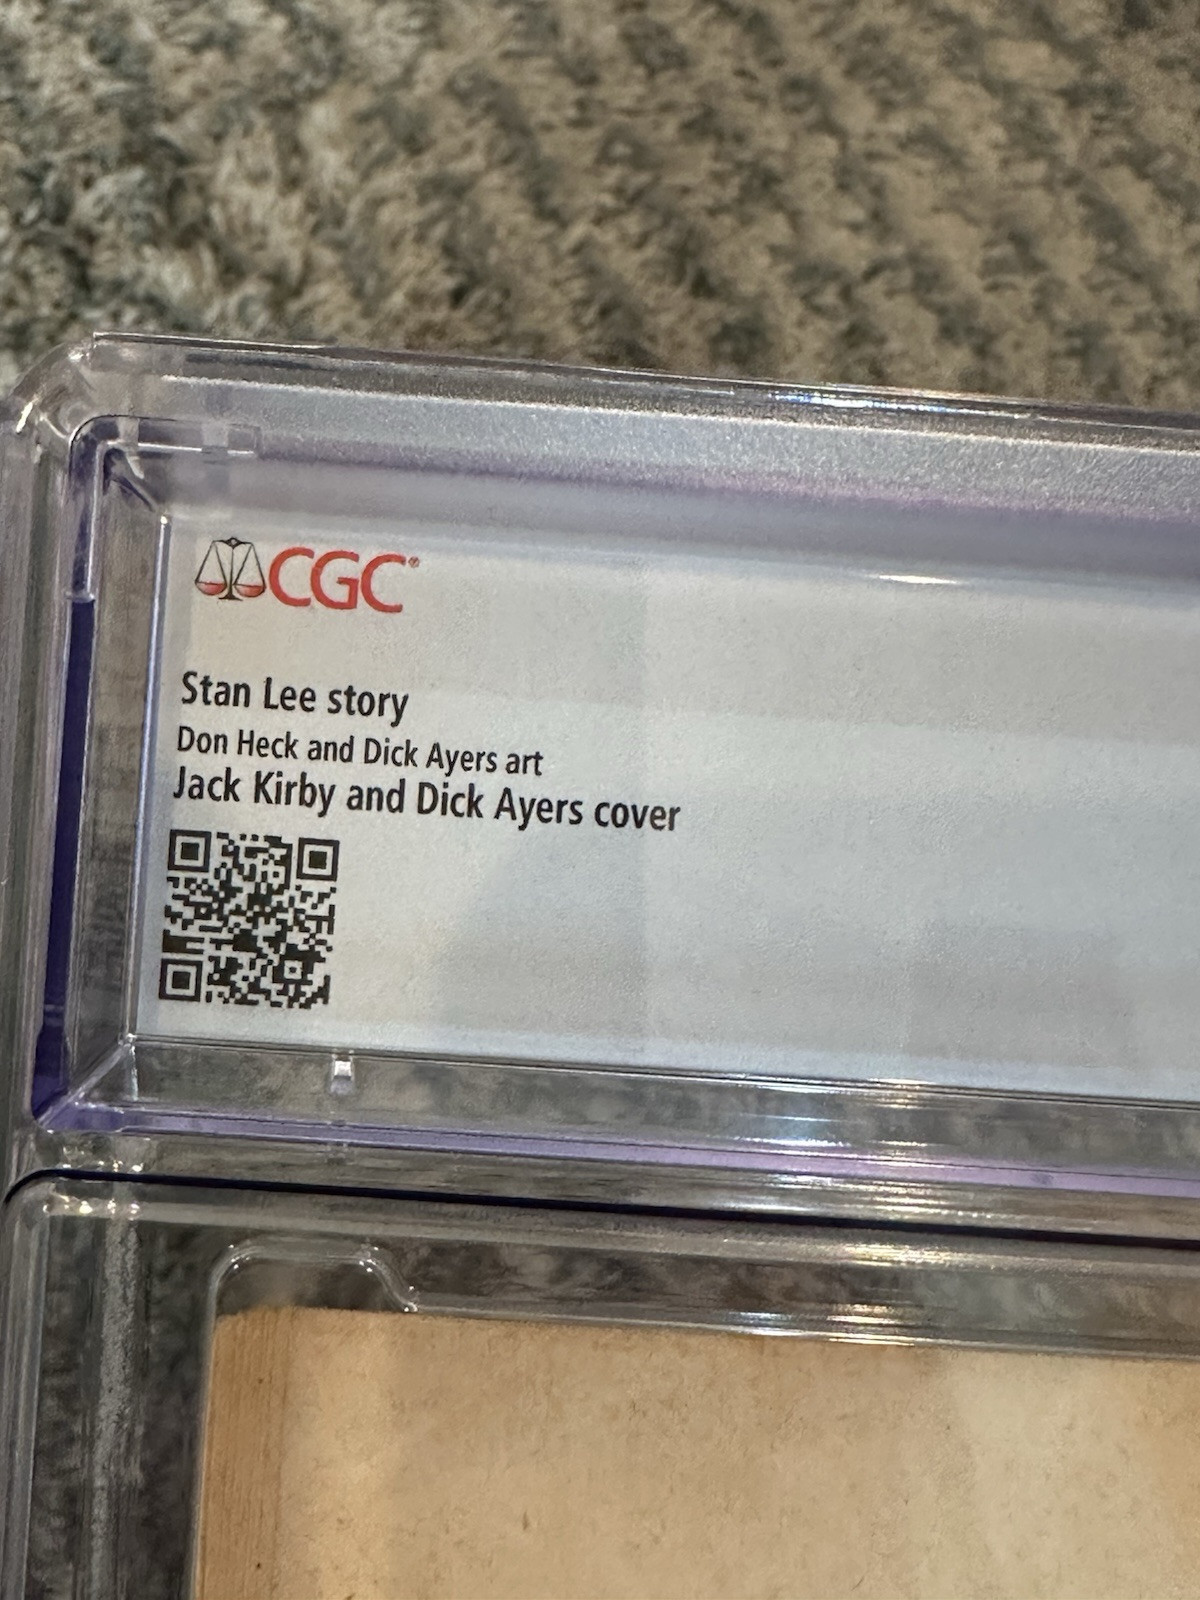 CGC®
Stan Lee story
Don Heck and Dick Ayers art
Jack Kirby and Dick Ayers cover